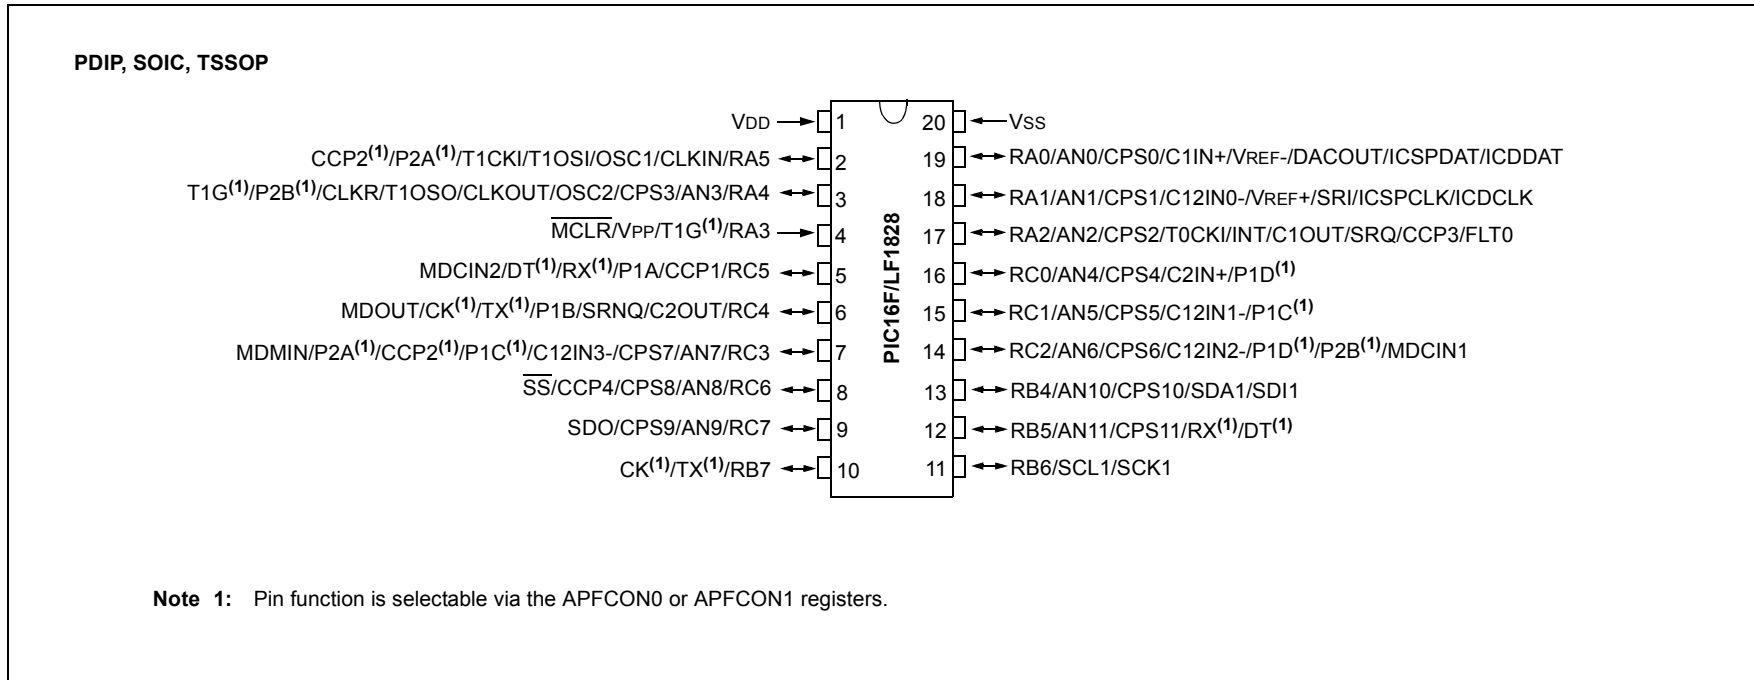 PDIP, SOIC, TSSOP
VDD 1 20 VSS
CCP2(1)/P2A(1)/T1CKI/T1OSI/OSC1/CLKIN/RA5 2 19 RA0/AN0/CPS0/C1IN+/VREF-/DACOUT/ICSPDAT/ICDDAT
T1G(1)/P2B(1)/CLKR/T1OSO/CLKOUT/OSC2/CPS3/AN3/RA4 3 18 RA1/AN1/CPS1/C12IN0-/VREF+/SRI/ICSPCLK/ICDCLK
MCLR/VPP/T1G(1)/RA3 4 17 RA2/AN2/CPS2/T0CKI/INT/C1OUT/SRQ/CCP3/FLT0
MDCIN2/DT(1)/RX(1)/P1A/CCP1/RC5 5 16 RC0/AN4/CPS4/C2IN+/P1D(1)
MDOUT/CK(1)/TX(1)/P1B/SRNQ/C2OUT/RC4 6 15 RC1/AN5/CPS5/C12IN1-/P1C(1)
MDMIN/P2A(1)/CCP2(1)/P1C(1)/C12IN3-/CPS7/AN7/RC3 7 14 RC2/AN6/CPS6/C12IN2-/P1D(1)/P2B(1)/MDCIN1
SS/CCP4/CPS8/AN8/RC6 8 13 RB4/AN10/CPS10/SDA1/SDI1
SDO/CPS9/AN9/RC7 9 12 RB5/AN11/CPS11/RX(1)/DT(1)
CK(1)/TX(1)/RB7 10 11 RB6/SCL1/SCK1
PIC16F/LF1828
Note 1: Pin function is selectable via the APFCON0 or APFCON1 registers.